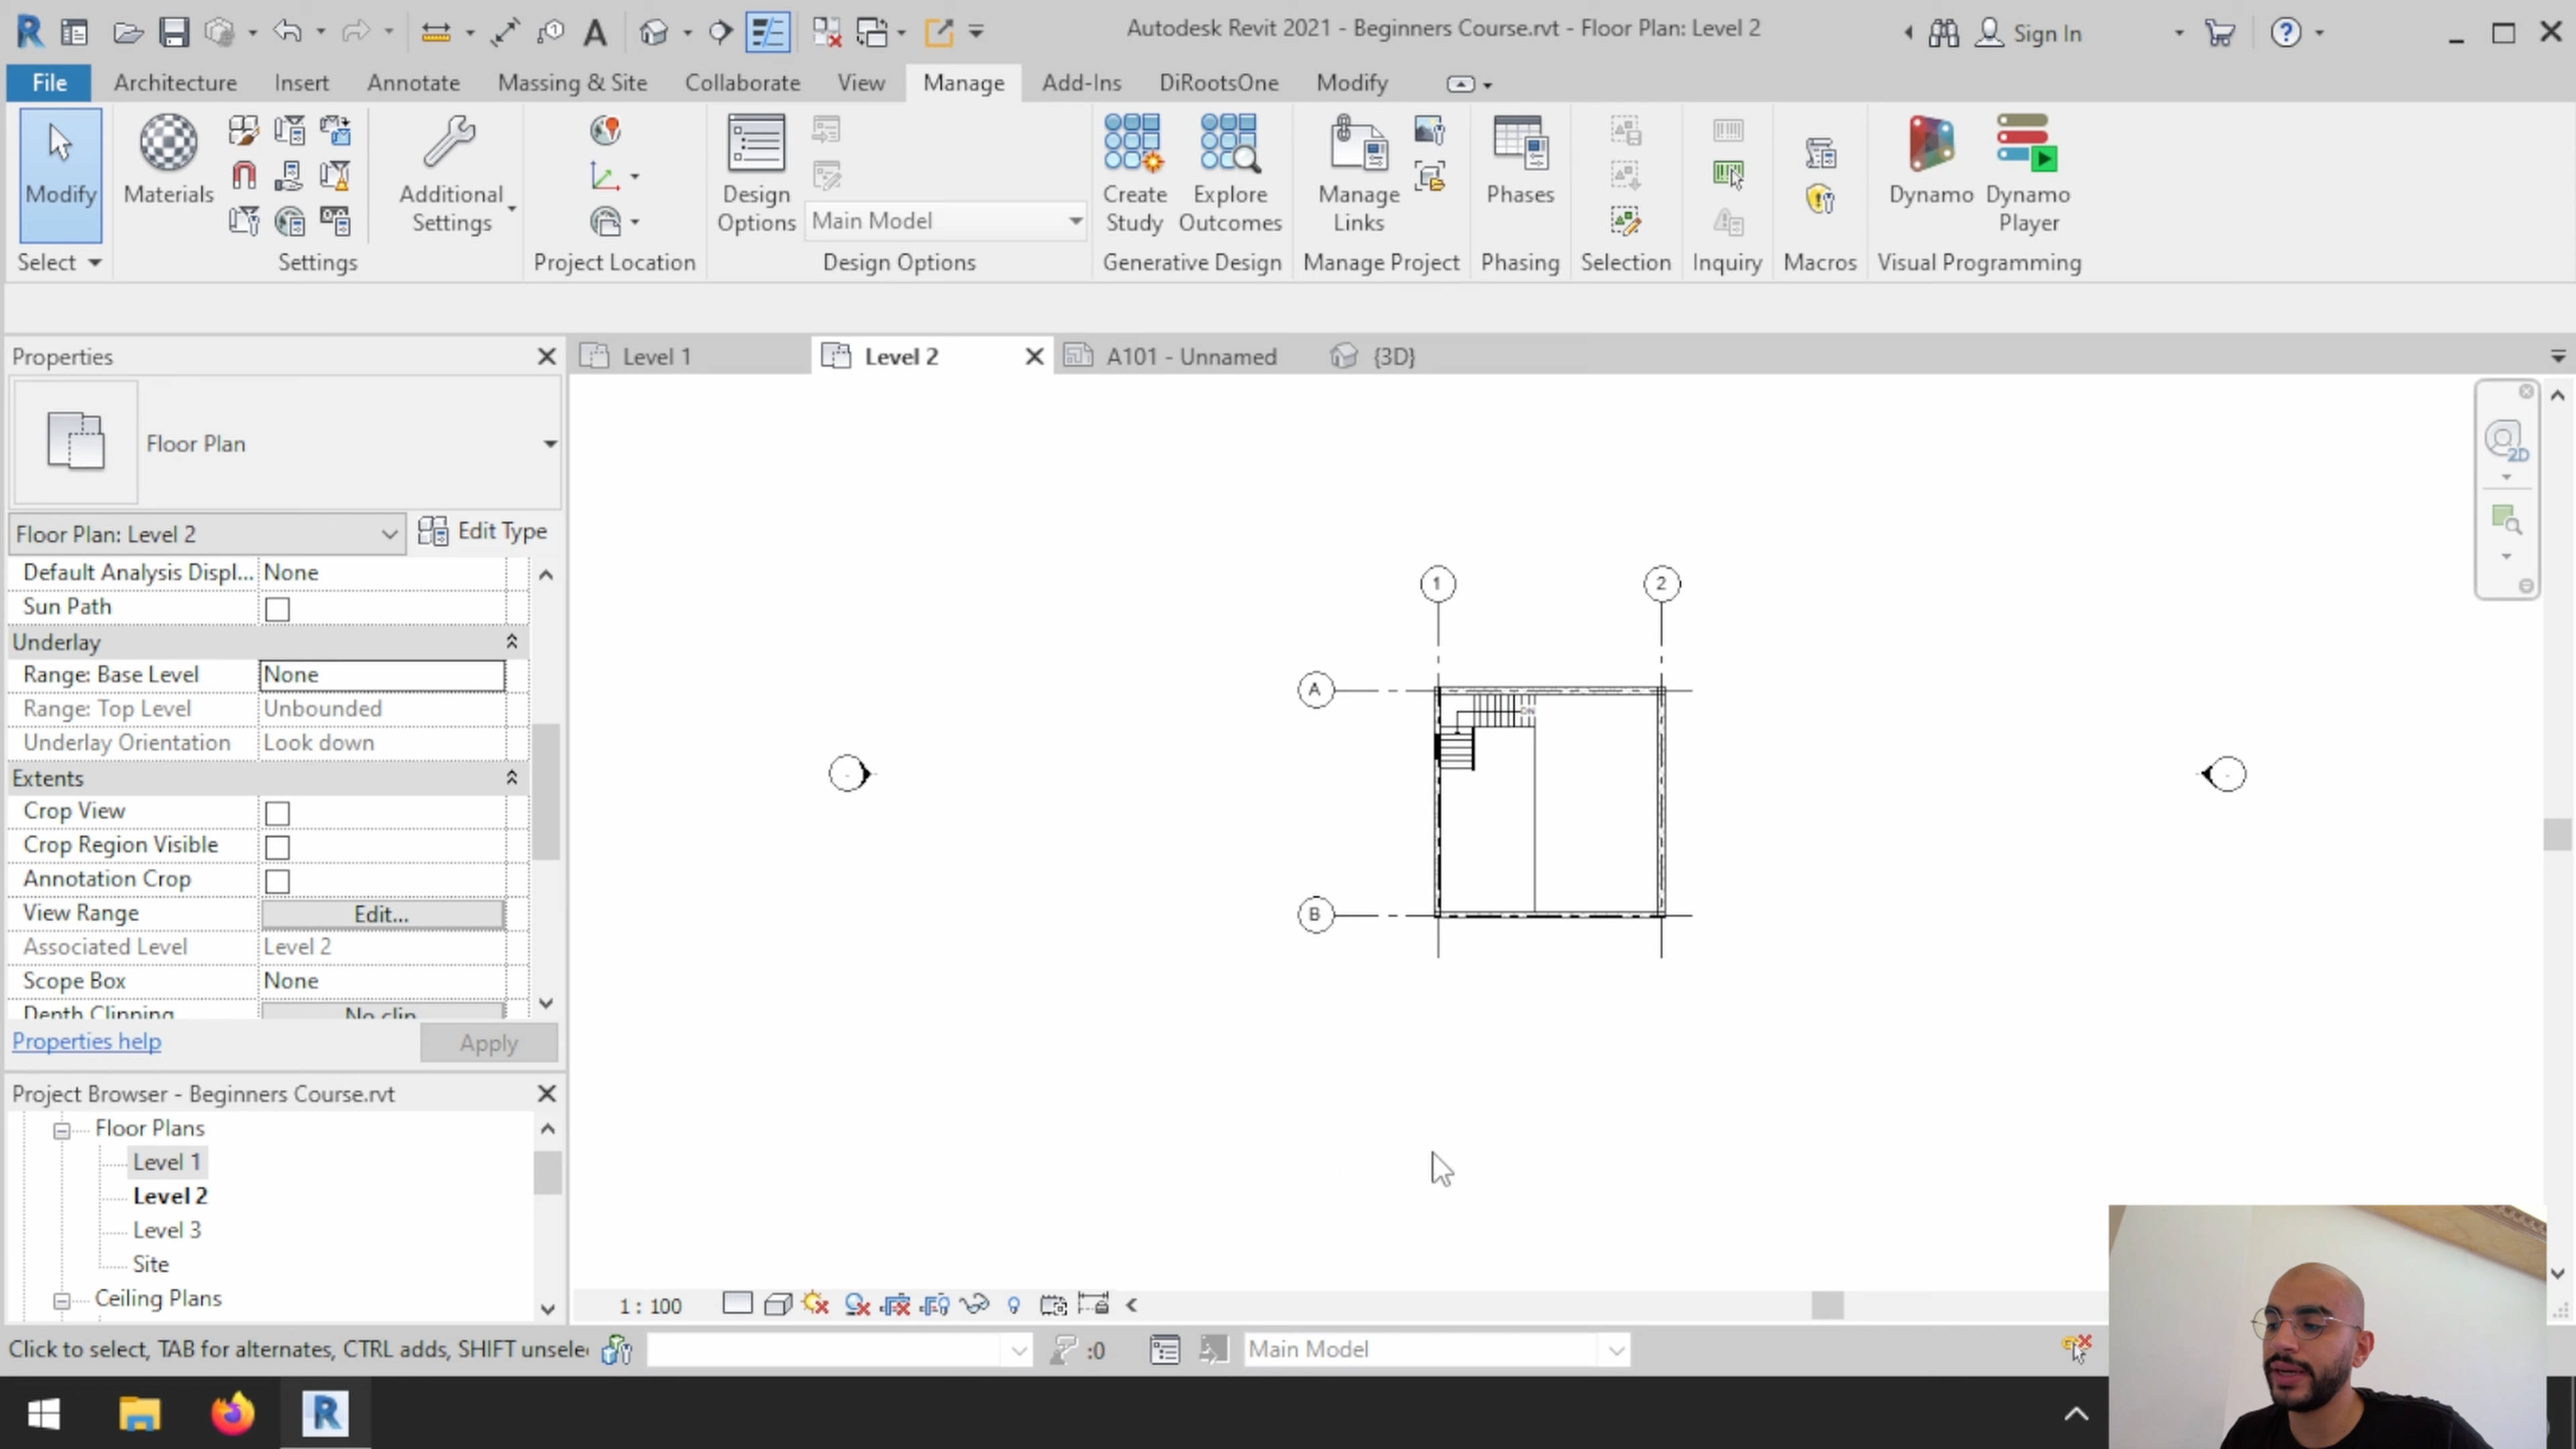 Autodesk Revit 2021 - Beginners Course.rvt - Floor Plan: Level 2
Sign In
File Architecture Insert Annotate Massing & Site Collaborate View Manage Add-Ins DiRootsOne Modify
Modify
Materials
Additional Settings
Design Options
Main Model
Create Study
Explore Outcomes
Manage Links
Phases
Dynamo
Dynamo Player
Select Settings Project Location Design Options Generative Design Manage Project Phasing Selection Inquiry Macros Visual Programming
Properties
Level 1
Level 2
A101 - Unnamed
{3D}
Floor Plan
Floor Plan: Level 2
Edit Type
Default Analysis Displ... None
Sun Path
Underlay
Range: Base Level None
Range: Top Level Unbounded
Underlay Orientation Look down
Extents
Crop View
Crop Region Visible
Annotation Crop
View Range Edit...
Associated Level Level 2
Scope Box None
Depth Clipping No clip
Properties help
Apply
2D
1 2
A
DN
B
Project Browser - Beginners Course.rvt
Floor Plans
Level 1
Level 2
Level 3
Site
Ceiling Plans
1 : 100
Click to select, TAB for alternates, CTRL adds, SHIFT unsele
:0
Main Model